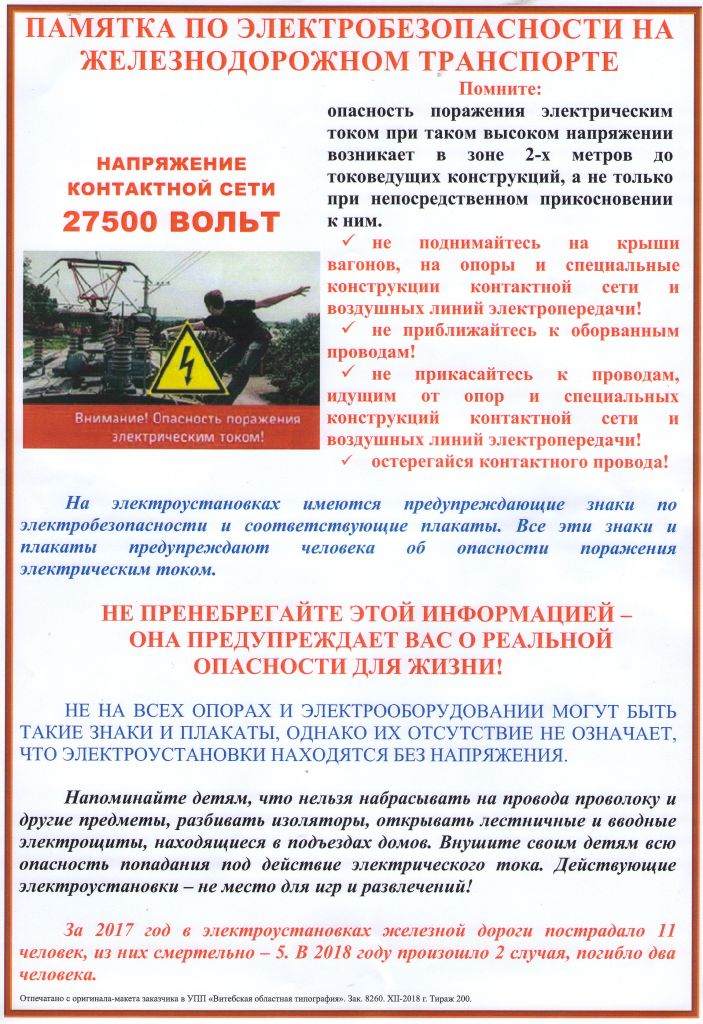 ПАМЯТКА ПО ЭЛЕКТРОБЕЗОПАСНОСТИ НА
ЖЕЛЕЗНОДОРОЖНОМ ТРАНСПОРТЕ
НАПРЯЖЕНИЕ
КОНТАКТНОЙ СЕТИ
27500 ВОЛЬТ
Внимание! Опасность поражения
электрическим током!
Помните:
опасность поражения электрическим
током при таком высоком напряжении
возникает в зоне 2-х метров до
токоведущих конструкций, а не только
при непосредственном прикосновении
к ним.
✓ не поднимайтесь на крыши
вагонов, на опоры и специальные
конструкции контактной сети и
воздушных линий электропередачи!
✓ не приближайтесь к оборванным
проводам!
✓ не прикасайтесь к проводам,
идущим от опор и специальных
конструкций контактной сети и
воздушных линий электропередачи!
✓ остерегайся контактного провода!
На электроустановках имеются предупреждающие знаки по
электробезопасности и соответствующие плакаты. Все эти знаки и
плакаты предупреждают человека об опасности поражения
электрическим током.
НЕ ПРЕНЕБРЕГАЙТЕ ЭТОЙ ИНФОРМАЦИЕЙ –
ОНА ПРЕДУПРЕЖДАЕТ ВАС О РЕАЛЬНОЙ
ОПАСНОСТИ ДЛЯ ЖИЗНИ!
НЕ НА ВСЕХ ОПОРАХ И ЭЛЕКТРООБОРУДОВАНИИ МОГУТ БЫТЬ
ТАКИЕ ЗНАКИ И ПЛАКАТЫ, ОДНАКО ИХ ОТСУТСТВИЕ НЕ ОЗНАЧАЕТ,
ЧТО ЭЛЕКТРОУСТАНОВКИ НАХОДЯТСЯ БЕЗ НАПРЯЖЕНИЯ.
Напоминайте детям, что нельзя набрасывать на провода проволоку и
другие предметы, разбивать изоляторы, открывать лестничные и вводные
электрощиты, находящиеся в подъездах домов. Внушите своим детям всю
опасность попадания под действие электрического тока. Действующие
электроустановки – не место для игр и развлечений!
За 2017 год в электроустановках железной дороги пострадало 11
человек, из них смертельно – 5. В 2018 году произошло 2 случая, погибло два
человека.
Отпечатано с оригинала-макета заказчика в УПП «Витебская областная типография». Зак. 8260. XII-2018 г. Тираж 200.